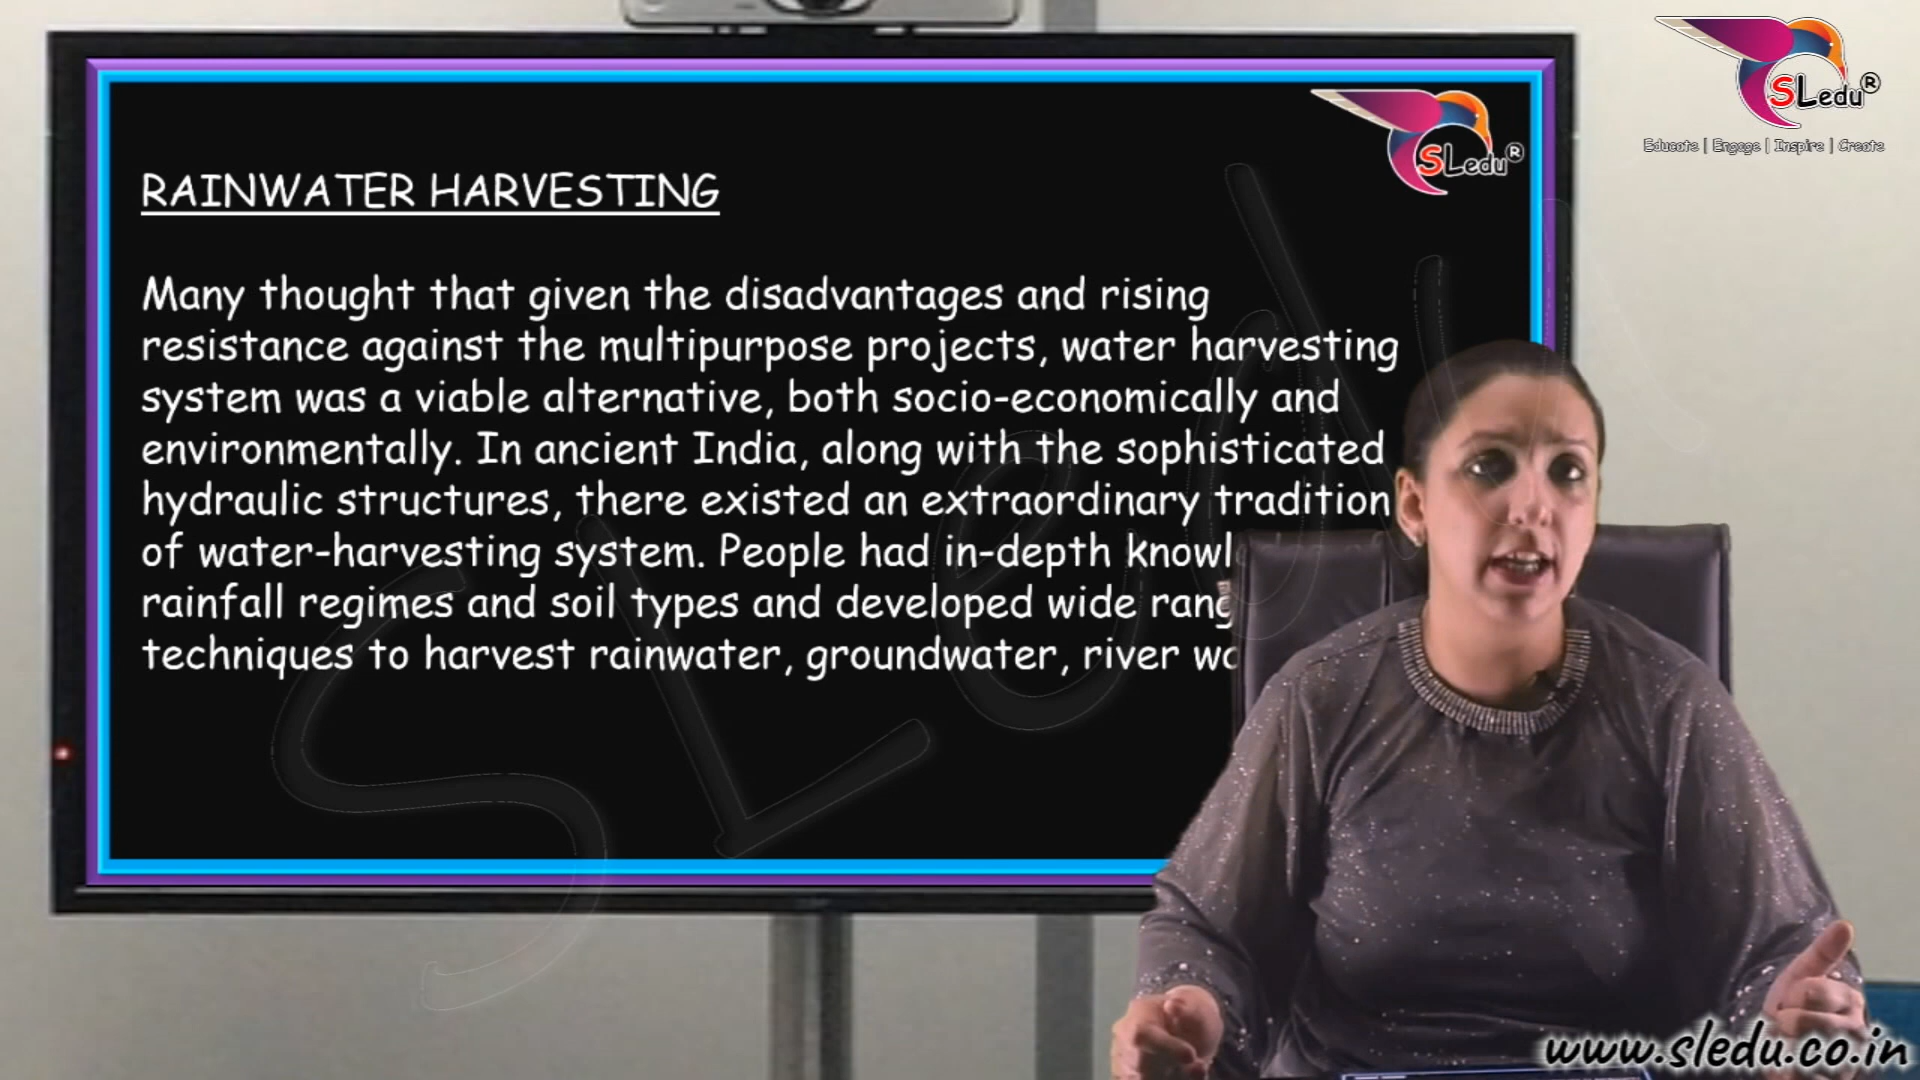 RAINWATER HARVESTING
Many thought that given the disadvantages and rising
resistance against the multipurpose projects, water harvesting
system was a viable alternative, both socio-economically and
environmentally. In ancient India, along with the sophisticated
hydraulic structures, there existed an extraordinary tradition
of water-harvesting system. People had in-depth
rainfall regimes and soil types and developed wide
techniques to harvest rainwater, groundwater, river
SLedu®
SLedu®
Educate | Engage | Inspire | Create
SLedu
www.sledu.co.in